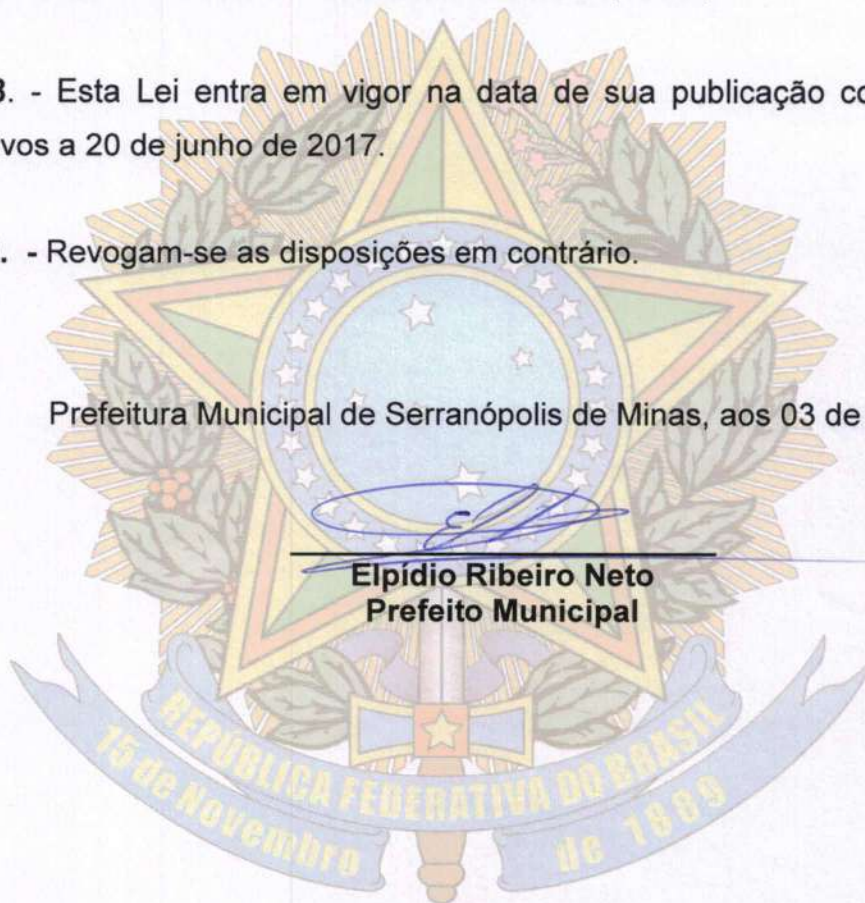 3. - Esta Lei entra em vigor na data de sua publicação co
vos a 20 de junho de 2017.
. - Revogam-se as disposições em contrário.
Prefeitura Municipal de Serranópolis de Minas, aos 03 de
Elpídio Ribeiro Neto
Prefeito Municipal
REPÚBLICA FEDERATIVA DO BRASIL
15 de Novembro de 1889